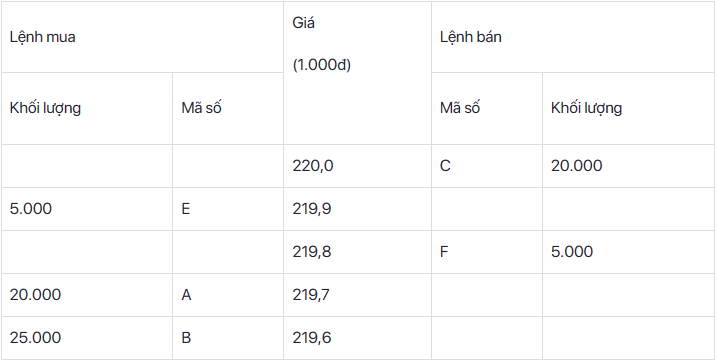 Lệnh mua Giá (1.000đ) Lệnh bán
Khối lượng Mã số Mã số Khối lượng
220,0 C 20.000
5.000 E 219,9
219,8 F 5.000
20.000 A 219,7
25.000 B 219,6